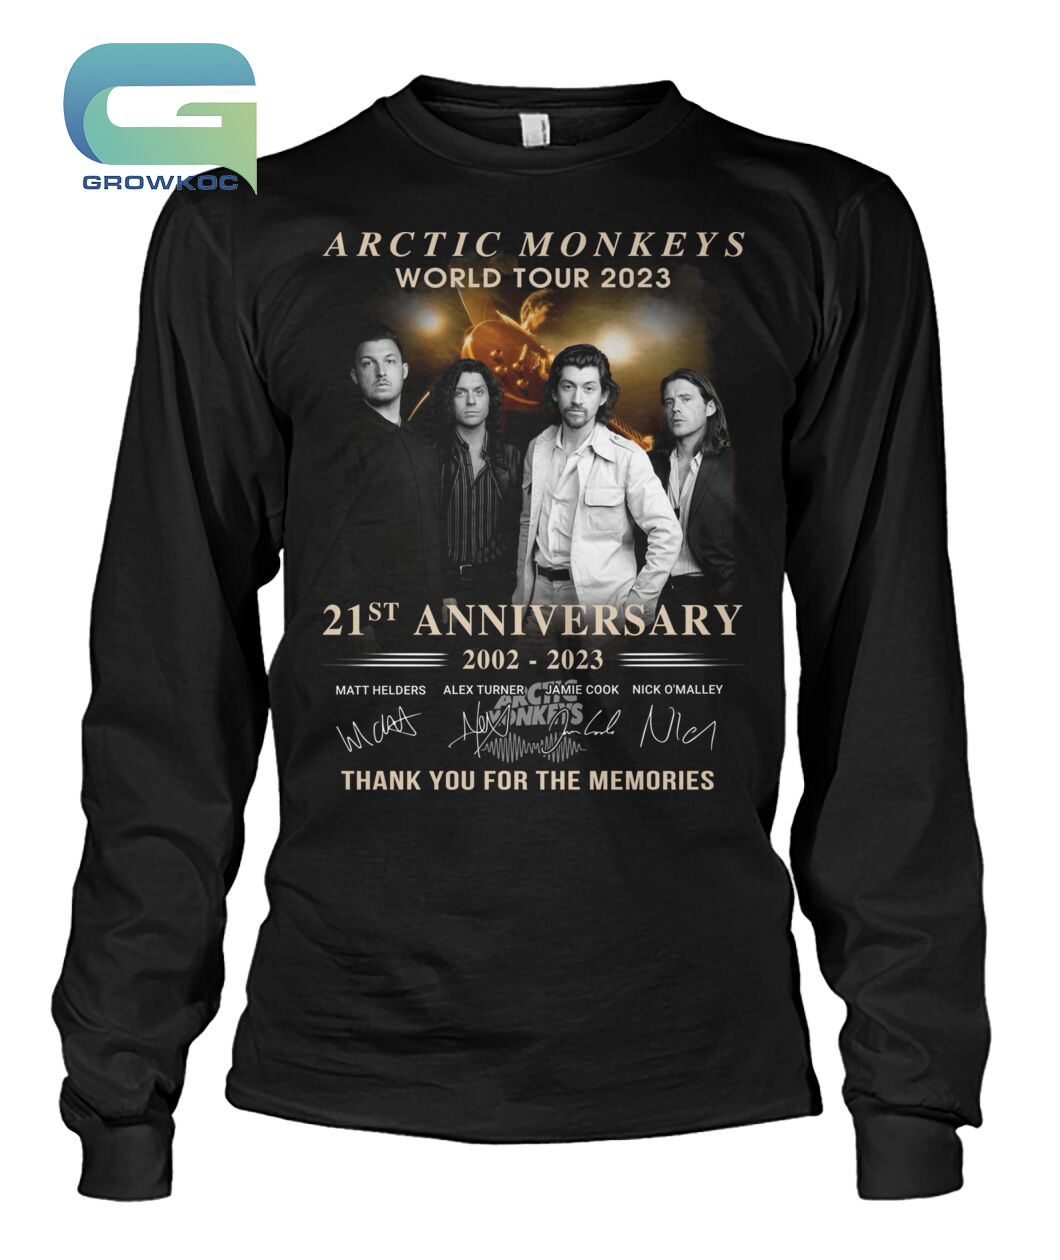 GROWKOC
ARCTIC MONKEYS
WORLD TOUR 2023
21ST ANNIVERSARY
2002 - 2023
MATT HELDERS ALEX TURNER JAMIE COOK NICK O'MALLEY
ARCTIC
MONKEYS
THANK YOU FOR THE MEMORIES